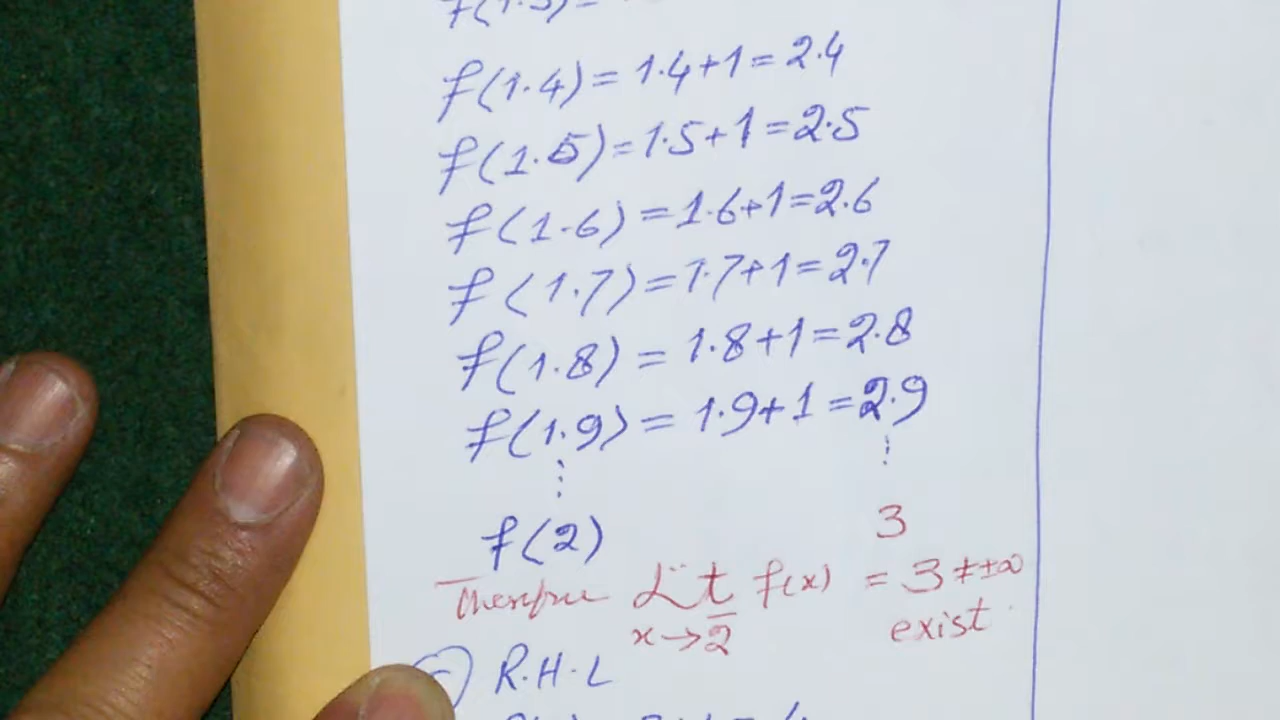 f(1.4) = 1.4+1 = 2.4
f(1.5) = 1.5+1 = 2.5
f(1.6) = 1.6+1 = 2.6
f(1.7) = 1.7+1 = 2.7
f(1.8) = 1.8+1 = 2.8
f(1.9) = 1.9+1 = 2.9
⋮ ⋮
f(2) 3
Therefore Lt f(x) = 3 ≠ ±∞
x→2̅ exist
R.H.L